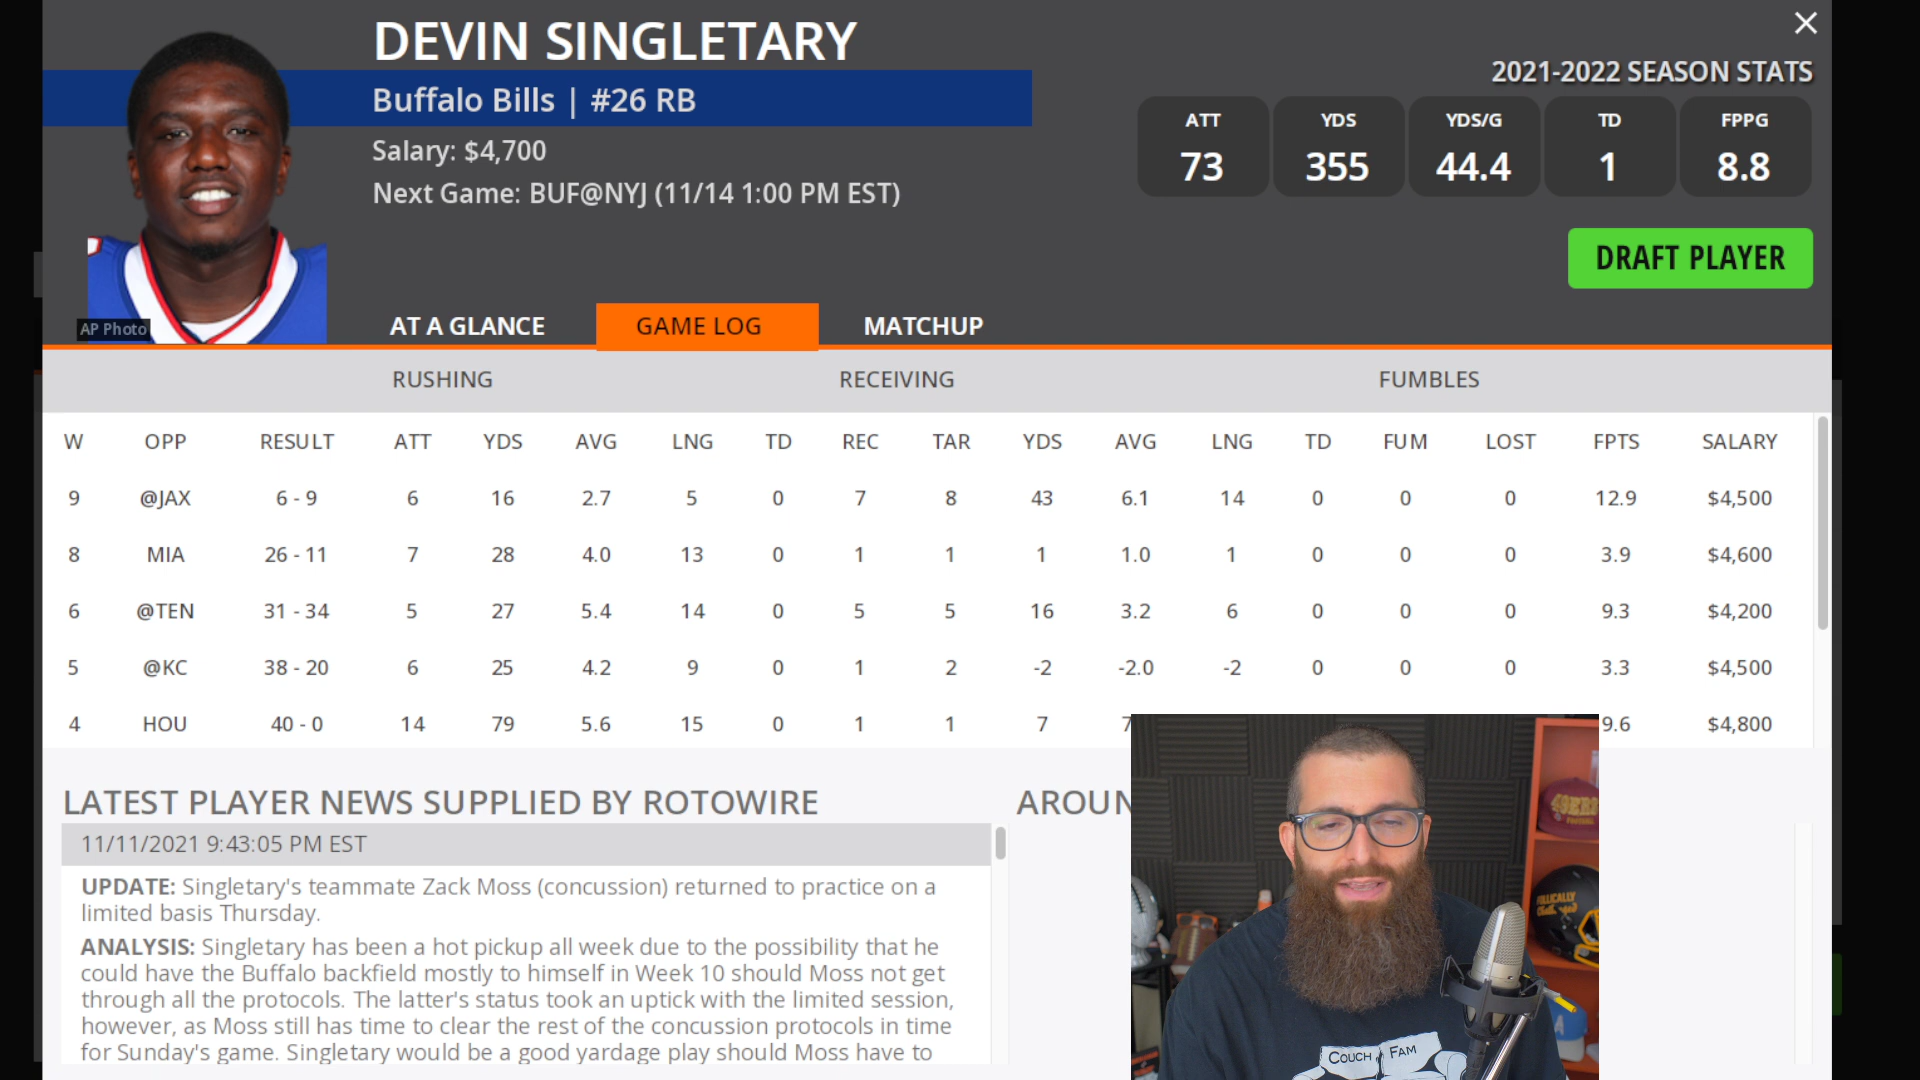 DEVIN SINGLETARY
Buffalo Bills | #26 RB
Salary: $4,700
Next Game: BUF@NYJ (11/14 1:00 PM EST)
AP Photo
2021-2022 SEASON STATS
ATT YDS YDS/G TD FPPG
73 355 44.4 1 8.8
DRAFT PLAYER
AT A GLANCE GAME LOG MATCHUP
RUSHING RECEIVING FUMBLES
W OPP RESULT ATT YDS AVG LNG TD REC TAR YDS AVG LNG TD FUM LOST FPTS SALARY
9 @JAX 6 - 9 6 16 2.7 5 0 7 8 43 6.1 14 0 0 0 12.9 $4,500
8 MIA 26 - 11 7 28 4.0 13 0 1 1 1 1.0 1 0 0 0 3.9 $4,600
6 @TEN 31 - 34 5 27 5.4 14 0 5 5 16 3.2 6 0 0 0 9.3 $4,200
5 @KC 38 - 20 6 25 4.2 9 0 1 2 -2 -2.0 -2 0 0 0 3.3 $4,500
4 HOU 40 - 0 14 79 5.6 15 0 1 1 7 7 9.6 $4,800
LATEST PLAYER NEWS SUPPLIED BY ROTOWIRE
AROUN
11/11/2021 9:43:05 PM EST
UPDATE: Singletary's teammate Zack Moss (concussion) returned to practice on a
limited basis Thursday.
ANALYSIS: Singletary has been a hot pickup all week due to the possibility that he
could have the Buffalo backfield mostly to himself in Week 10 should Moss not get
through all the protocols. The latter's status took an uptick with the limited session,
however, as Moss still has time to clear the rest of the concussion protocols in time
for Sunday's game. Singletary would be a good yardage play should Moss have to
49ERS
FOLLICALLY
Chall
COUCH FAM